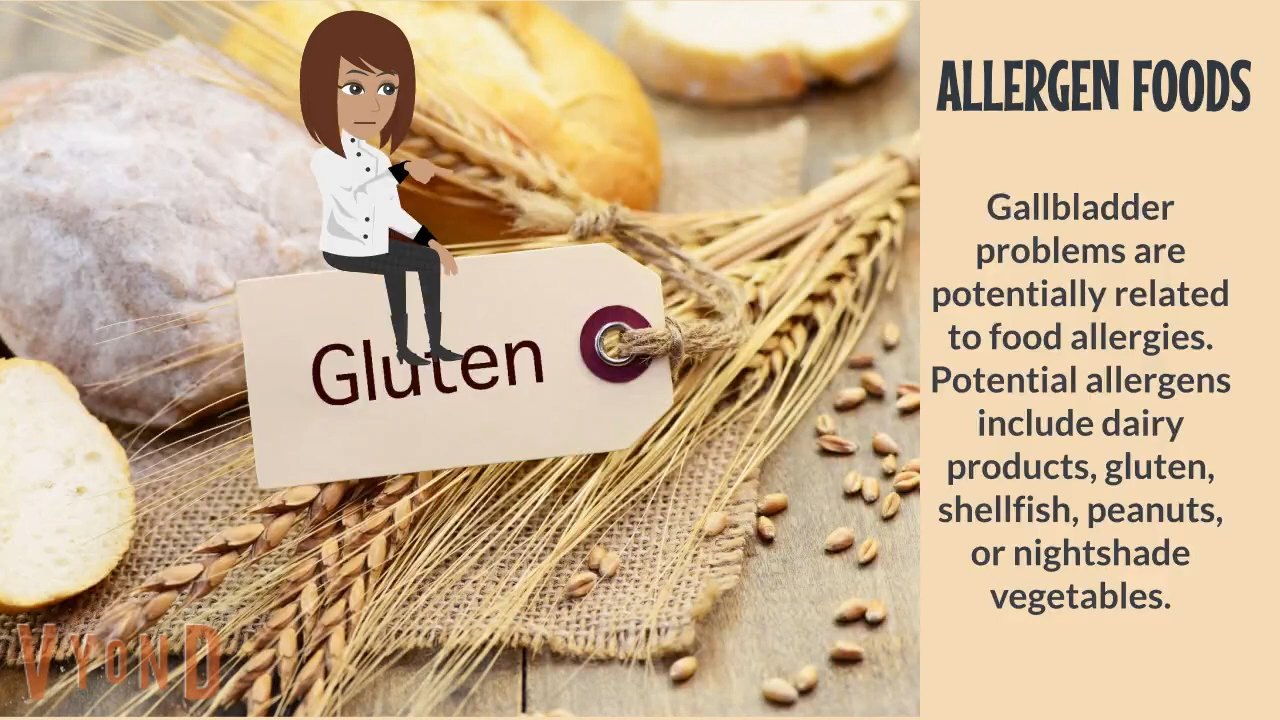 ALLERGEN FOODS
Gallbladder
problems are
potentially related
to food allergies.
Potential allergens
include dairy
products, gluten,
shellfish, peanuts,
or nightshade
vegetables.
Gluten
VYOND